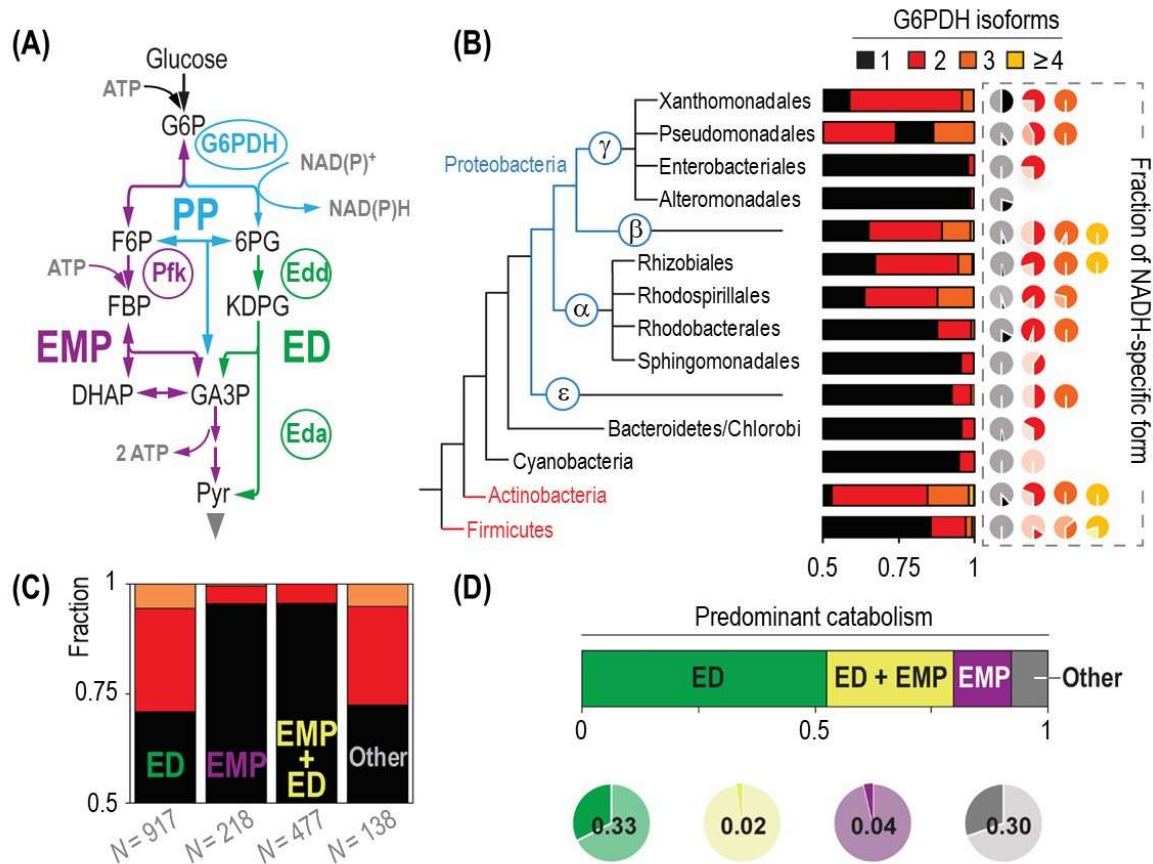 (A)
Glucose
ATP
G6P
G6PDH
NAD(P)+
NAD(P)H
PP
F6P
6PG
ATP
Pfk
Edd
FBP
KDPG
EMP
ED
DHAP
GA3P
Eda
2 ATP
Pyr
(B)
G6PDH isoforms
1 2 3 ≥4
Proteobacteria
γ
Xanthomonadales
Pseudomonadales
Enterobacteriales
Alteromonadales
β
α
Rhizobiales
Rhodospirillales
Rhodobacterales
Sphingomonadales
ε
Bacteroidetes/Chlorobi
Cyanobacteria
Actinobacteria
Firmicutes
0.5 0.75 1
Fraction of NADH-specific form
(C)
Fraction
1
0.75
0.5
ED
EMP
EMP
+
ED
Other
N = 917
N = 218
N = 477
N = 138
(D)
Predominant catabolism
ED
ED + EMP
EMP
Other
0 0.5 1
0.33
0.02
0.04
0.30